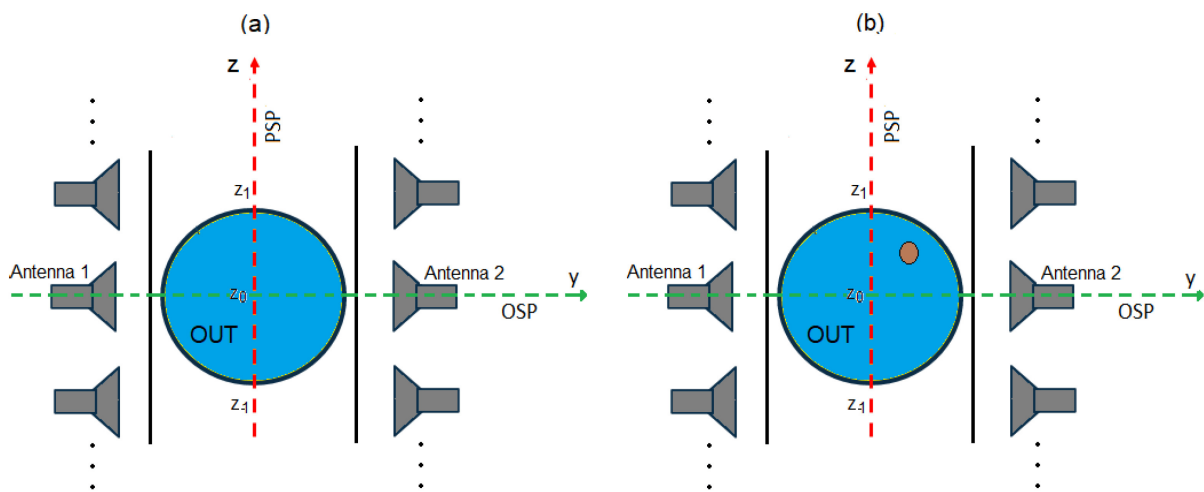 (a)
z
PSP
z1
Antenna 1
Antenna 2
y
z0
OSP
OUT
z-1
(b)
z
PSP
z1
Antenna 1
Antenna 2
y
z0
OSP
OUT
z-1